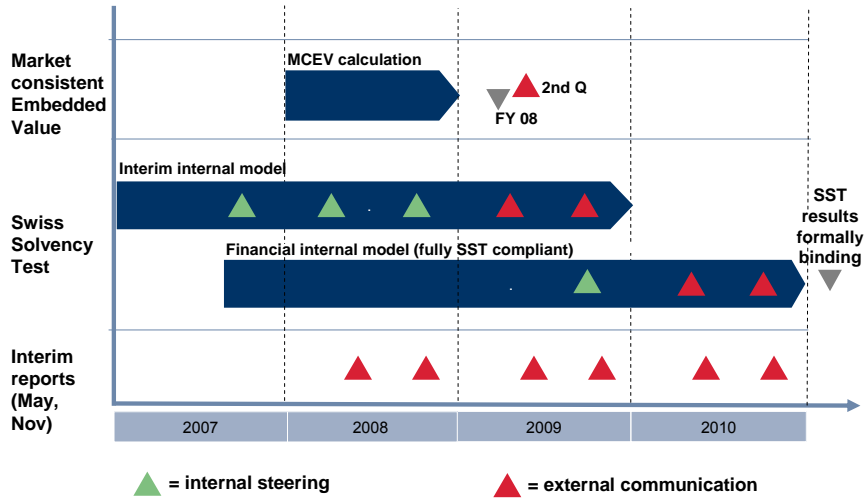 Market
consistent
Embedded
Value
MCEV calculation
2nd Q
FY 08
Swiss
Solvency
Test
Interim internal model
Financial internal model (fully SST compliant)
SST
results
formally
binding
Interim
reports
(May,
Nov)
2007
2008
2009
2010
= internal steering
= external communication